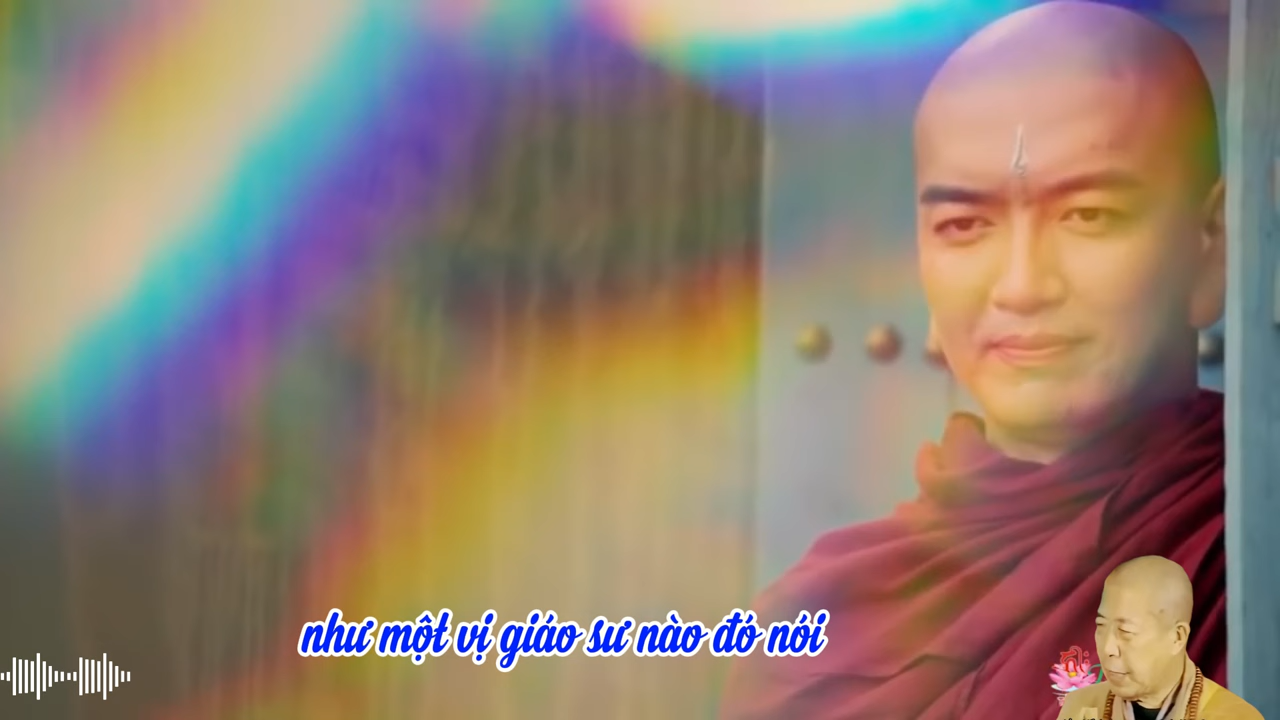 như một vị giáo sư nào đó nói